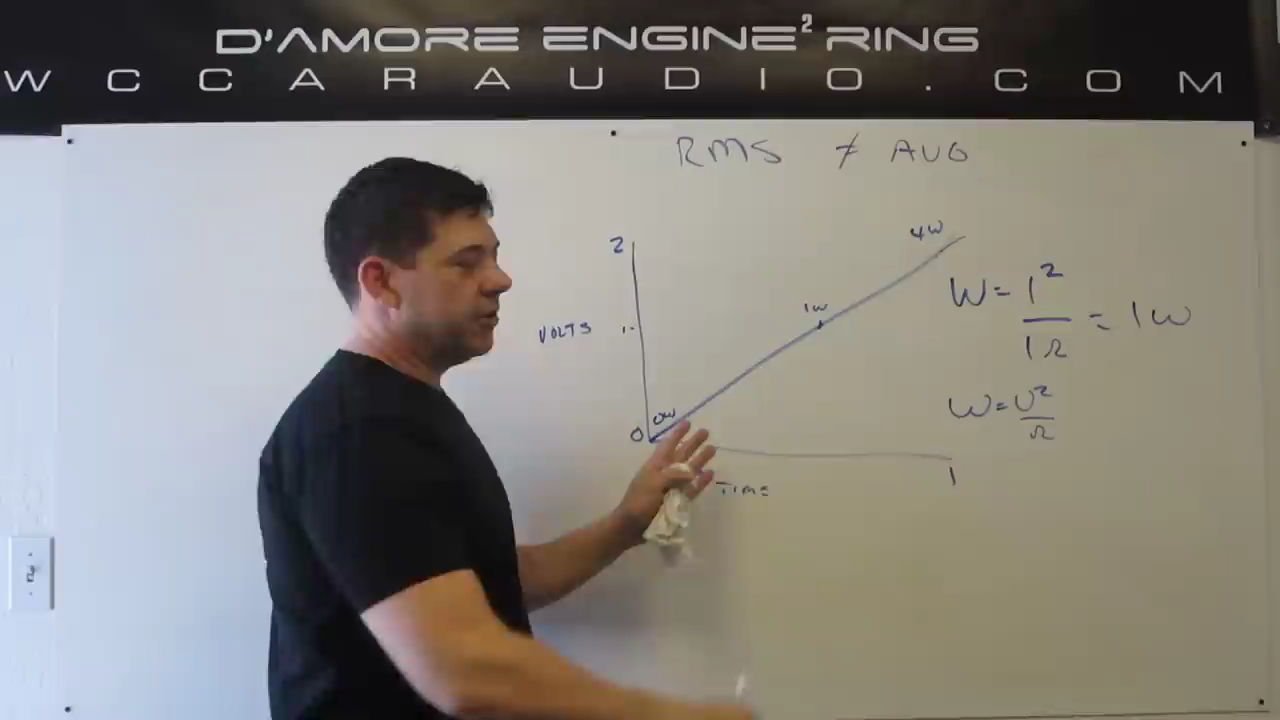 D'AMORE ENGINE² RING
WCCARAUDIO.COM
RMS ≠ AVG
2
4W
VOLTS
1
1W
W = 1² / 1Ω = 1W
0
0W
W = V² / Ω
1
TIME